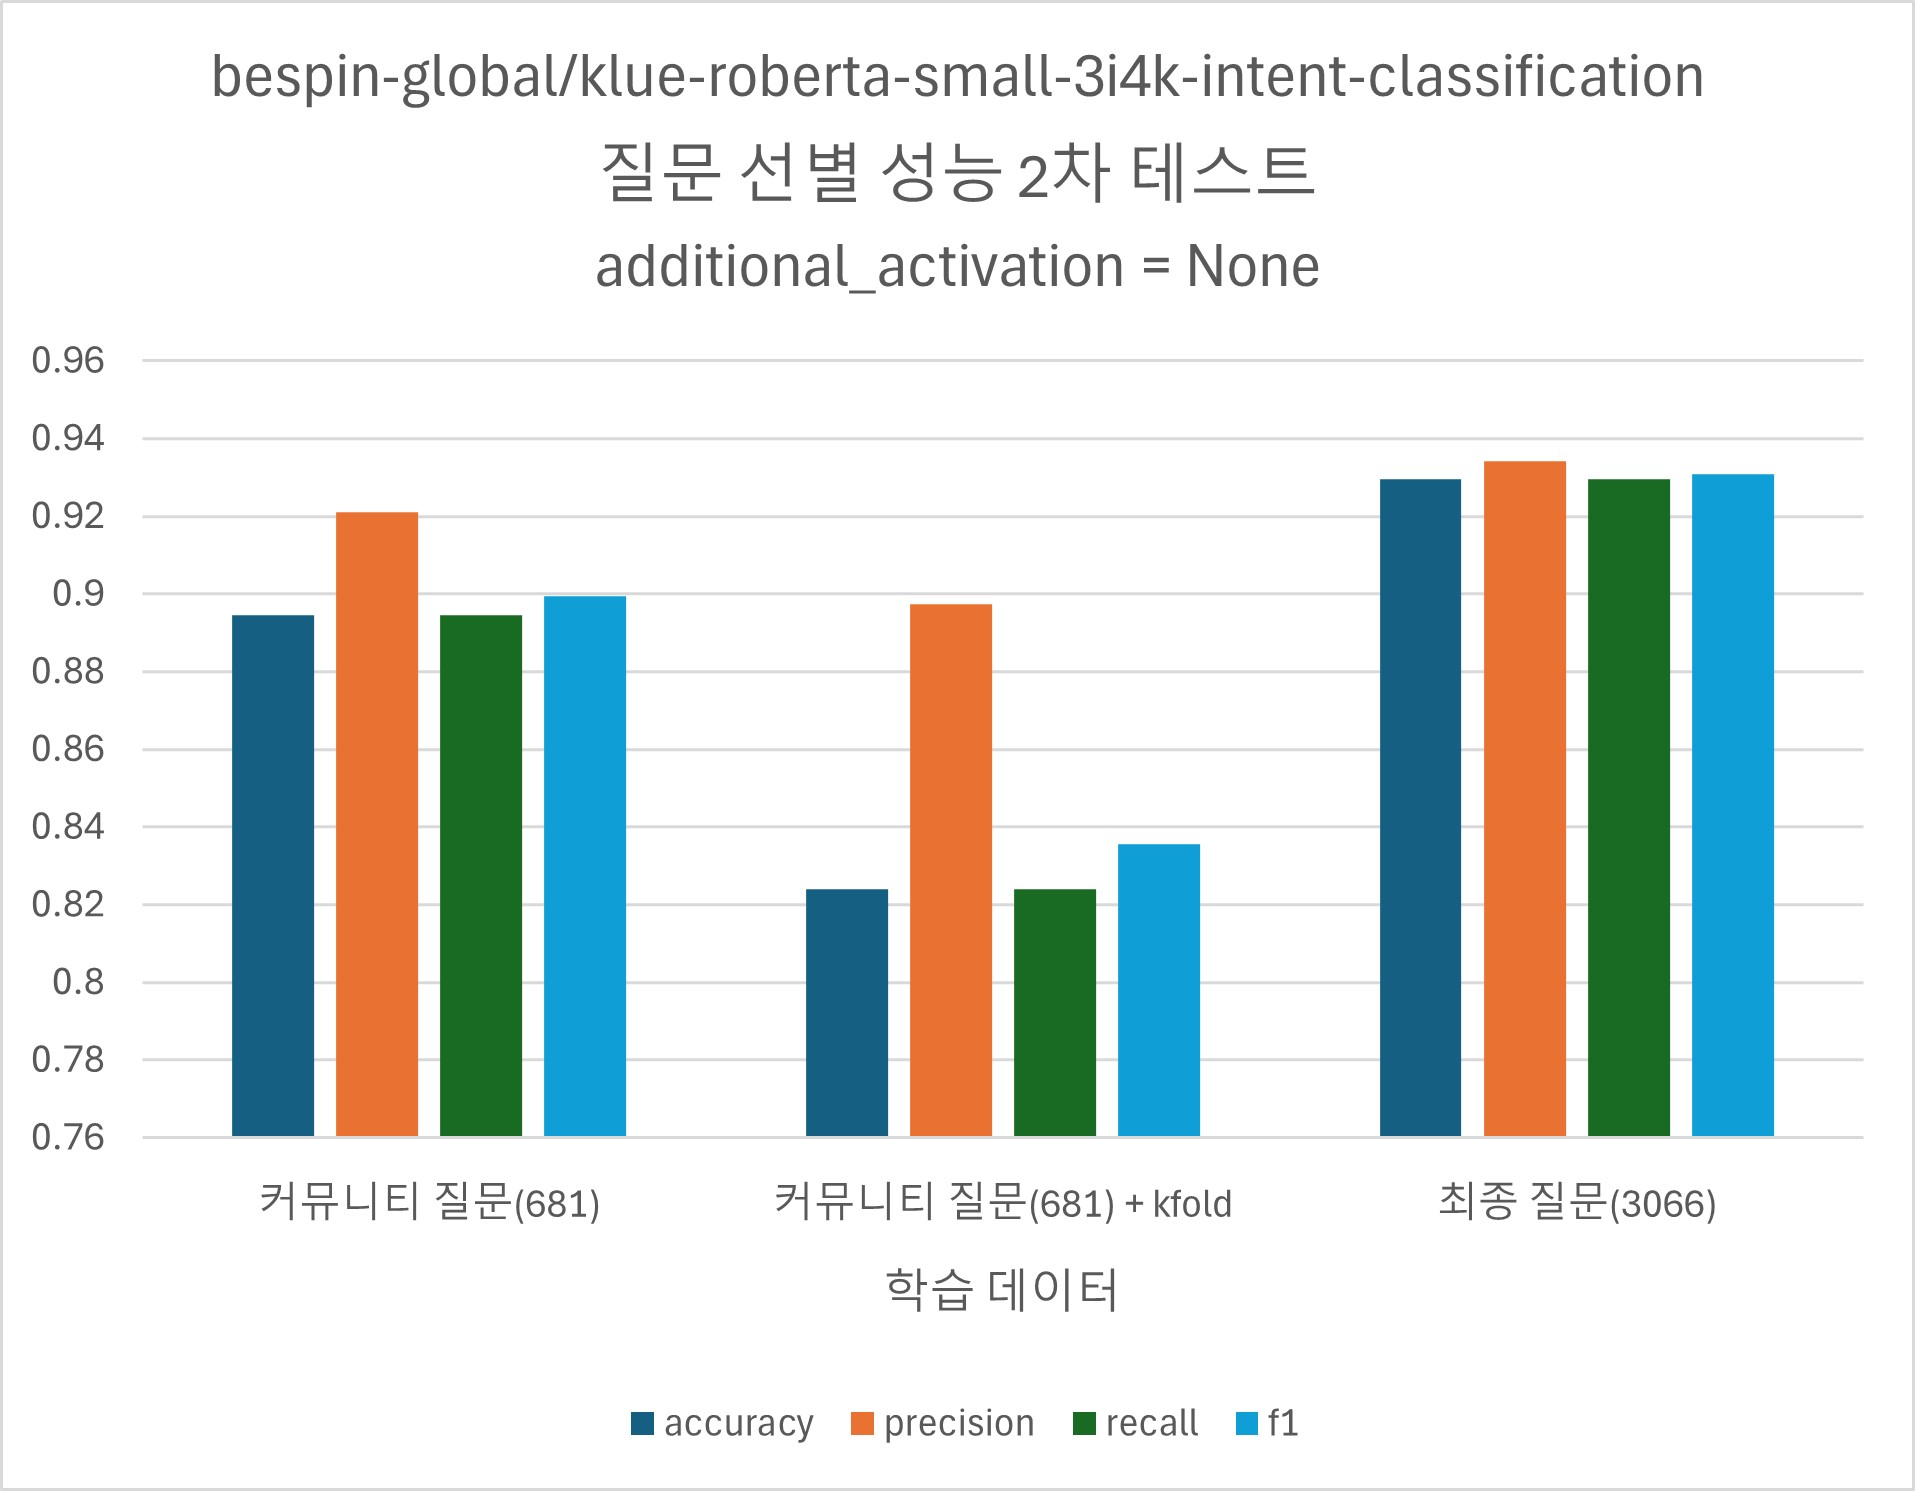 bespin-global/klue-roberta-small-3i4k-intent-classification
질문 선별 성능 2차 테스트
additional_activation = None
0.96
0.94
0.92
0.9
0.88
0.86
0.84
0.82
0.8
0.78
0.76
커뮤니티 질문(681)
커뮤니티 질문(681) + kfold
최종 질문(3066)
학습 데이터
accuracy
precision
recall
f1